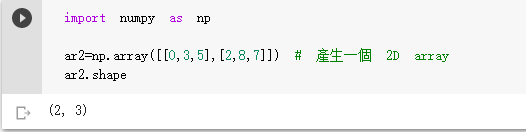 import numpy as np
ar2=np.array([[0,3,5],[2,8,7]]) # 產生一個 2D array
ar2.shape
(2, 3)